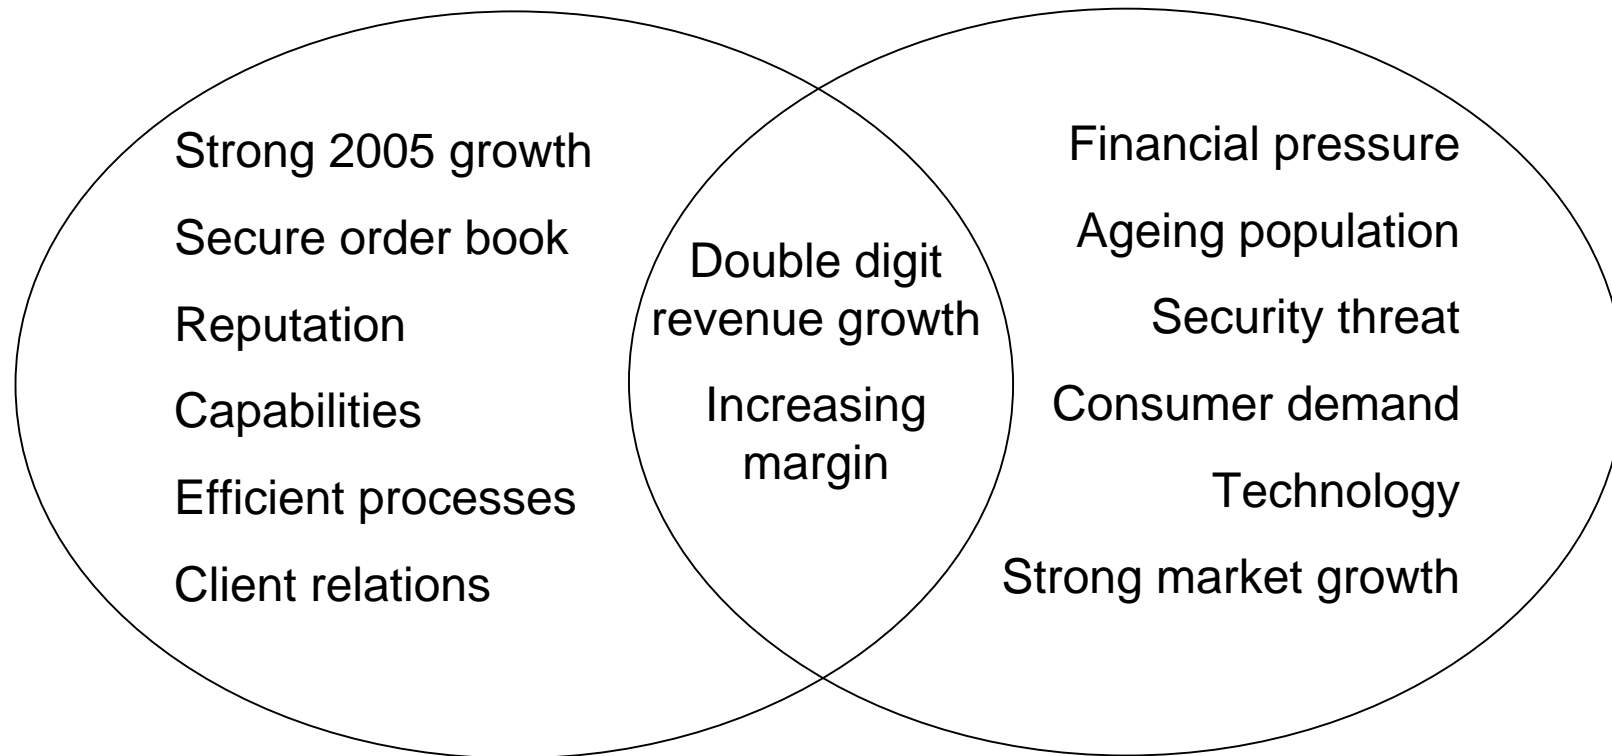 Strong 2005 growth
Secure order book
Reputation
Capabilities
Efficient processes
Client relations
Double digit
revenue growth
Increasing
margin
Financial pressure
Ageing population
Security threat
Consumer demand
Technology
Strong market growth